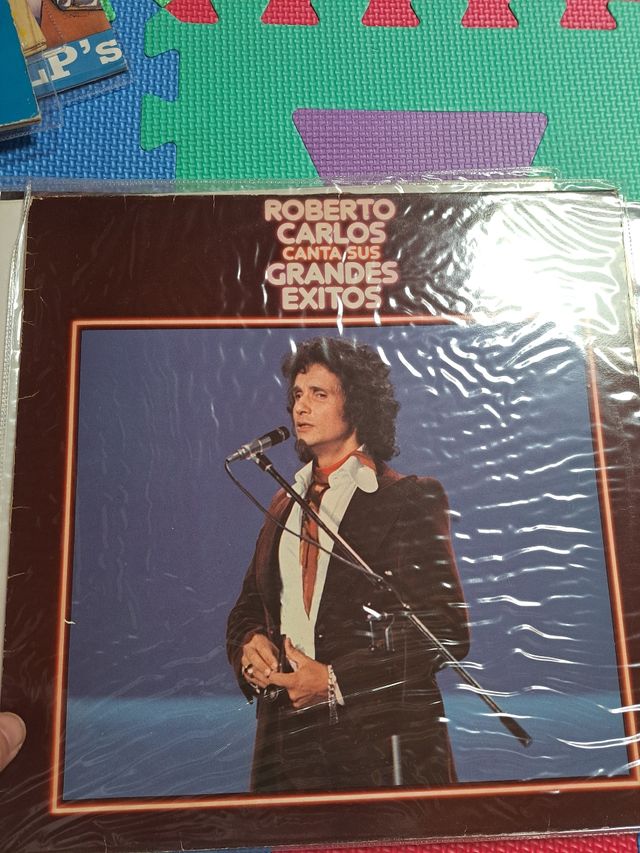 LP's
ROBERTO
CARLOS
CANTA SUS
GRANDES
EXITOS